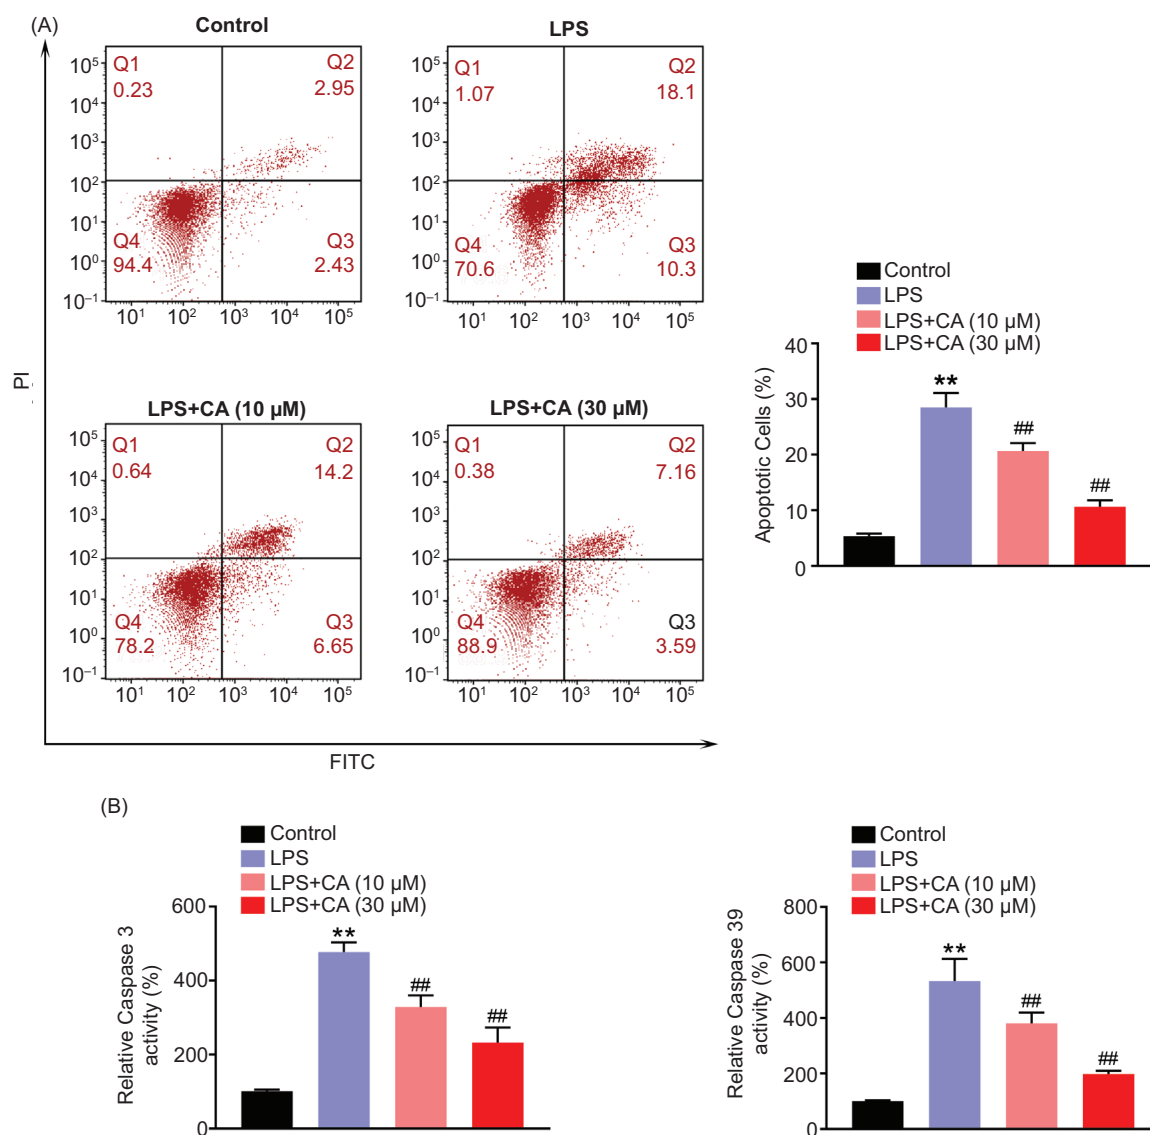 (A)
Control
LPS
Q1
0.23
Q2
2.95
Q4
94.4
Q3
2.43
10⁵
10⁴
10³
10²
10¹
10⁰
10⁻¹
10¹ 10² 10³ 10⁴ 10⁵
Q1
1.07
Q2
18.1
Q4
70.6
Q3
10.3
10⁵
10⁴
10³
10²
10¹
10⁰
10⁻¹
10¹ 10² 10³ 10⁴ 10⁵
PI
LPS+CA (10 µM)
LPS+CA (30 µM)
Q1
0.64
Q2
14.2
Q4
78.2
Q3
6.65
10⁵
10⁴
10³
10²
10¹
10⁰
10⁻¹
10¹ 10² 10³ 10⁴ 10⁵
Q1
0.38
Q2
7.16
Q4
88.9
Q3
3.59
10⁵
10⁴
10³
10²
10¹
10⁰
10⁻¹
10¹ 10² 10³ 10⁴ 10⁵
FITC
Control
LPS
LPS+CA (10 µM)
LPS+CA (30 µM)
Apoptotic Cells (%)
40
30
20
10
0
**
##
##
(B)
Control
LPS
LPS+CA (10 µM)
LPS+CA (30 µM)
Relative Caspase 3
activity (%)
600
400
200
0
**
##
##
Control
LPS
LPS+CA (10 µM)
LPS+CA (30 µM)
Relative Caspase 39
activity (%)
800
600
400
200
0
**
##
##